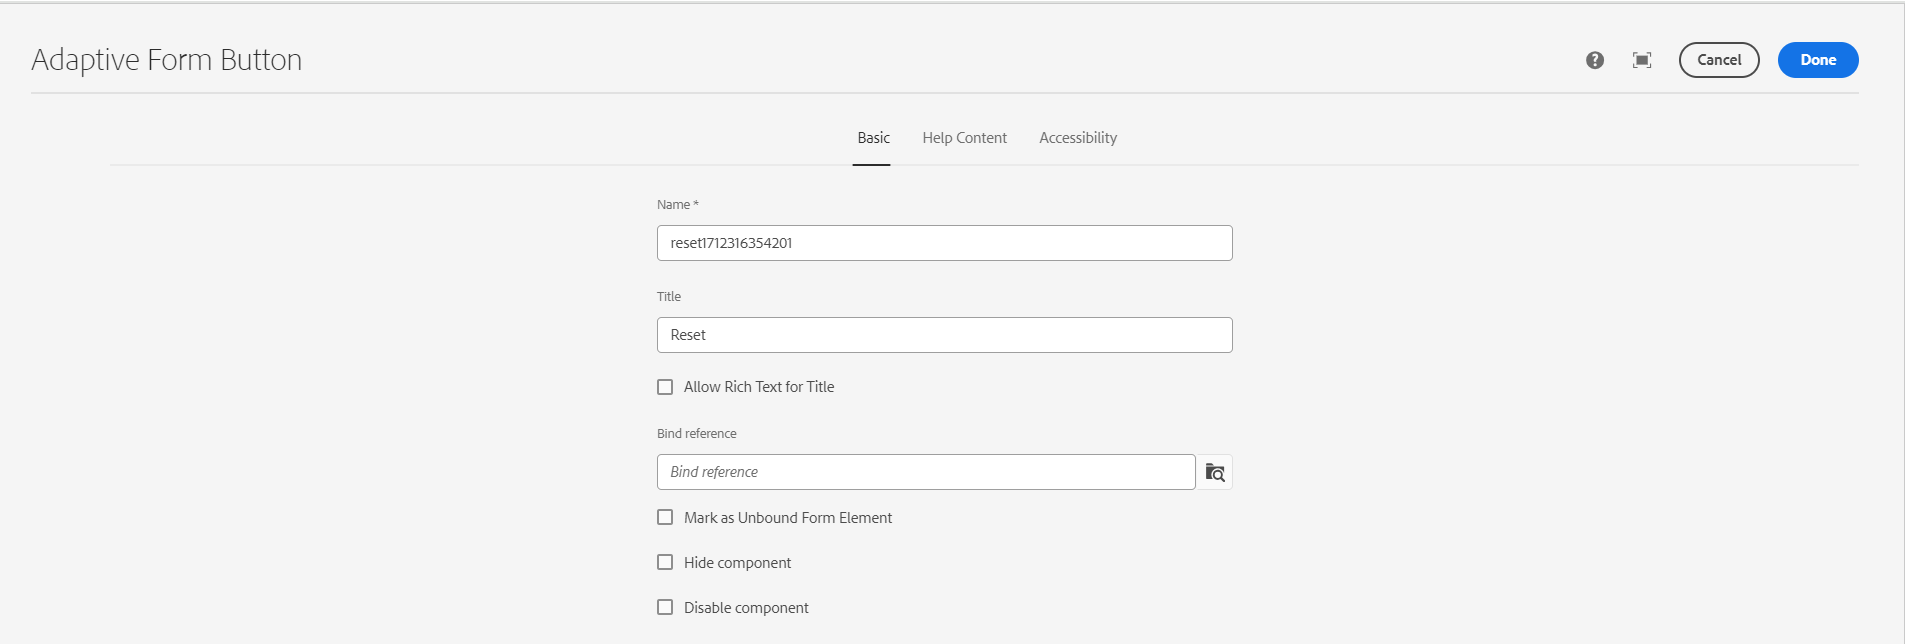 Adaptive Form Button
Cancel
Done
Basic
Help Content
Accessibility
Name *
reset1712316354201
Title
Reset
Allow Rich Text for Title
Bind reference
Bind reference
Mark as Unbound Form Element
Hide component
Disable component